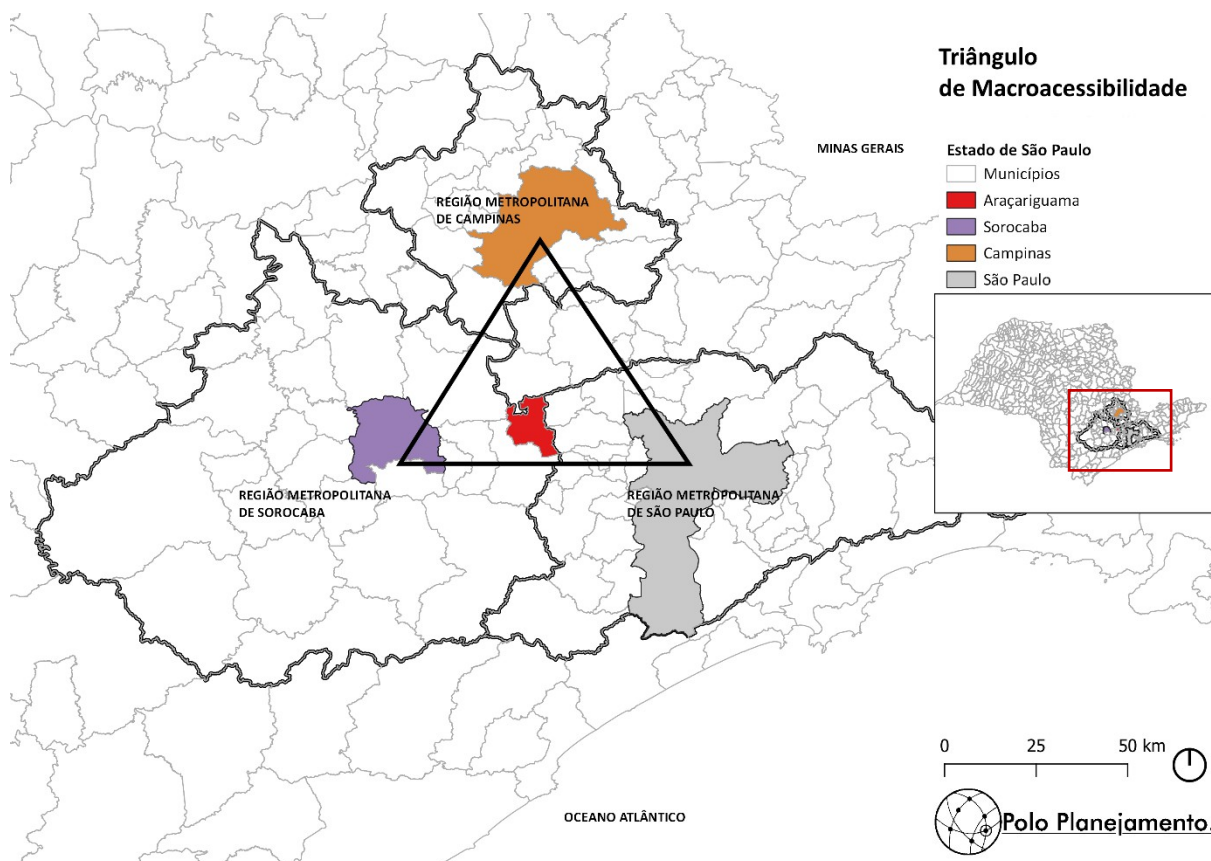 Triângulo
de Macroacessibilidade
MINAS GERAIS
Estado de São Paulo
Municípios
Araçariguama
Sorocaba
Campinas
São Paulo
REGIÃO METROPOLITANA
DE CAMPINAS
REGIÃO METROPOLITANA
DE SOROCABA
REGIÃO METROPOLITANA
DE SÃO PAULO
0 25 50 km
OCEANO ATLÂNTICO
Polo Planejamento.